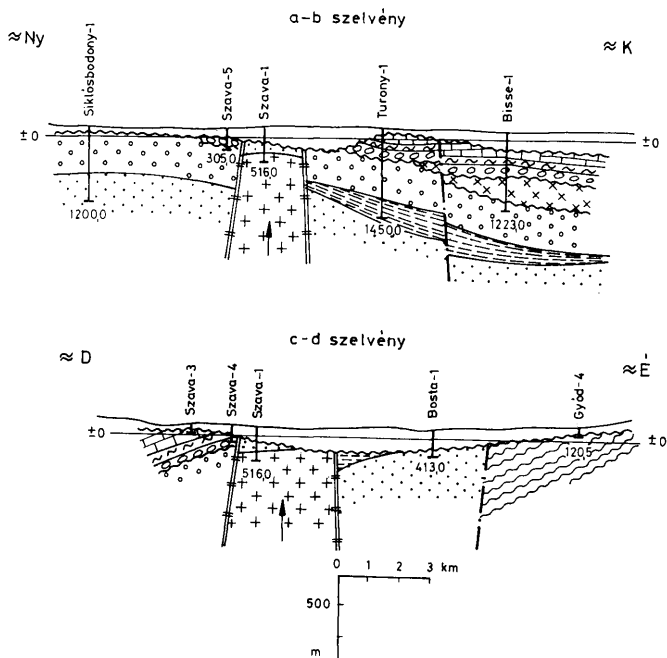 a-b szelvény
≈ Ny
≈ K
Siklósbodony-1
Szava-5
Szava-1
Turony-1
Bisse-1
±0
±0
305,0
516,0
1200,0
1450,0
1223,0
c-d szelvény
≈ D
≈ É
Szava-3
Szava-4
Szava-1
Bosta-1
Gyód-4
±0
±0
516,0
413,0
120,5
0 1 2 3 km
500
m